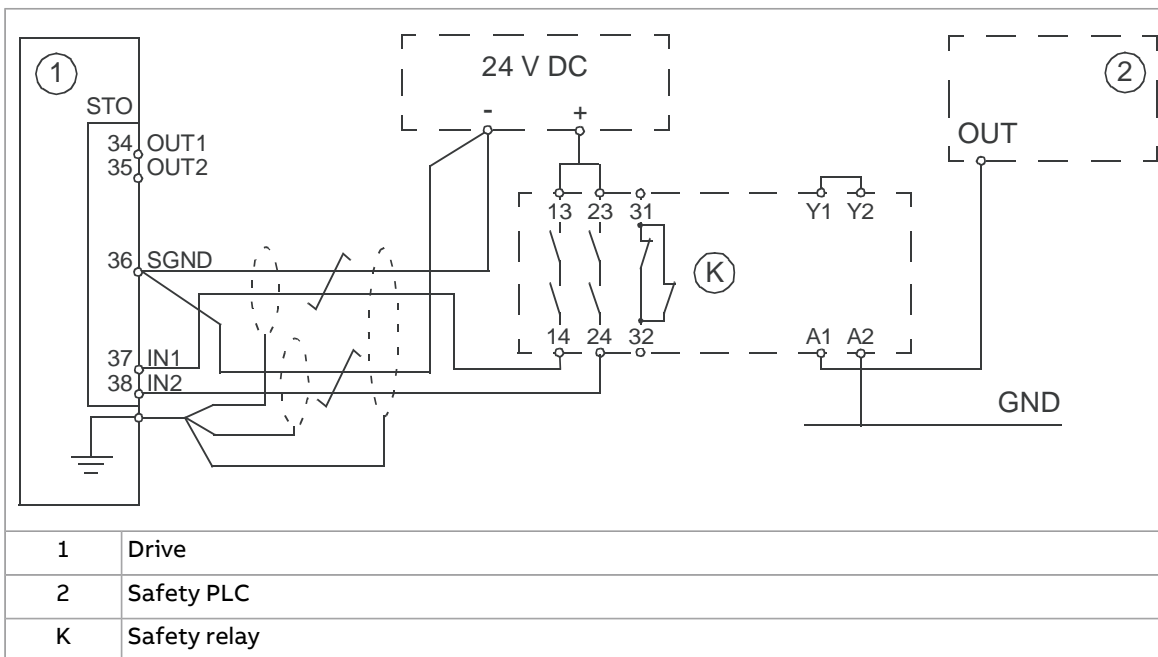 24 V DC
1
2
STO
- +
34 OUT1
OUT
35 OUT2
13 23 31
Y1 Y2
36 SGND
K
14 24 32
A1 A2
37 IN1
38 IN2
GND
1 Drive
2 Safety PLC
K Safety relay